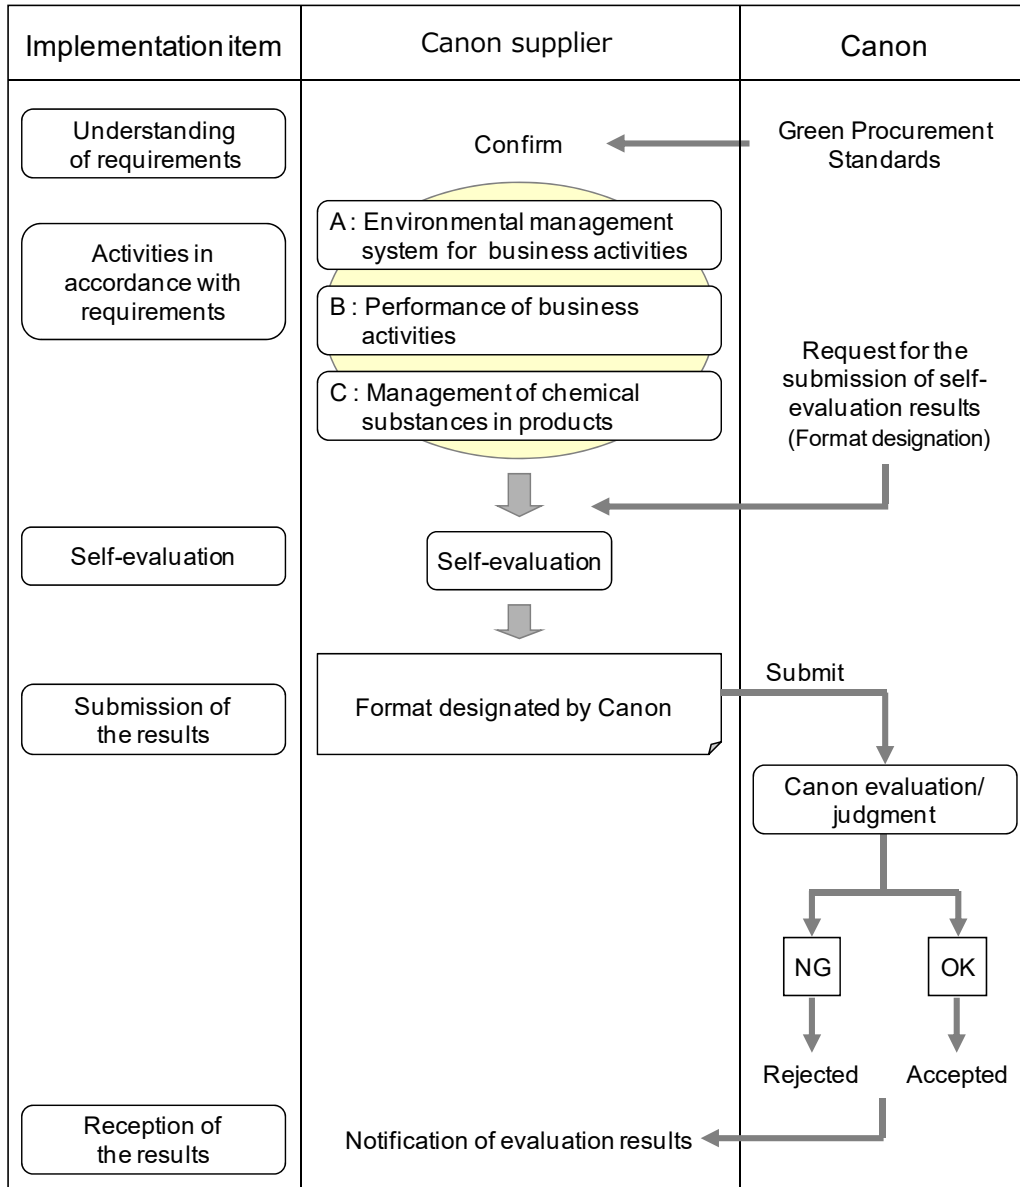 Implementation item
Canon supplier
Canon
Understanding
of requirements
Confirm
Green Procurement
Standards
Activities in
accordance with
requirements
A : Environmental management
system for business activities
B : Performance of business
activities
C : Management of chemical
substances in products
Request for the
submission of self-
evaluation results
(Format designation)
Self-evaluation
Self-evaluation
Submission of
the results
Format designated by Canon
Submit
Canon evaluation/
judgment
NG
OK
Rejected
Accepted
Reception of
the results
Notification of evaluation results